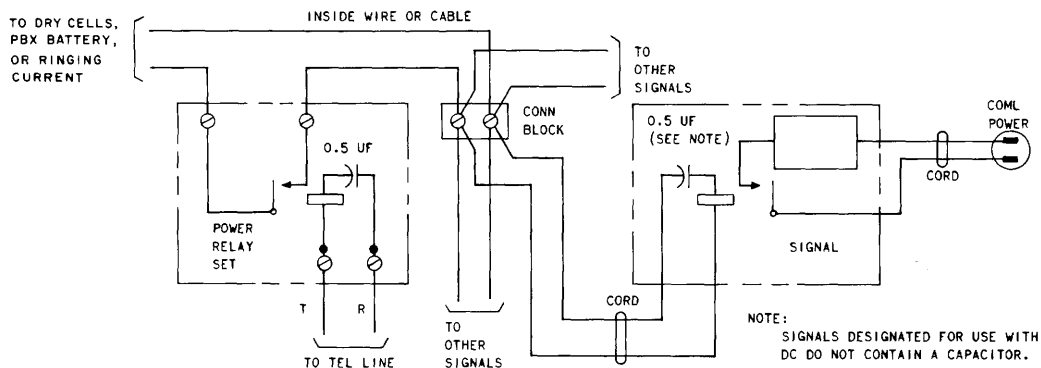 TO DRY CELLS,
PBX BATTERY,
OR RINGING
CURRENT
INSIDE WIRE OR CABLE
TO
OTHER
SIGNALS
CONN
BLOCK
0.5 UF
POWER
RELAY
SET
T
R
TO TEL LINE
TO
OTHER
SIGNALS
0.5 UF
(SEE NOTE)
COML
POWER
CORD
SIGNAL
CORD
NOTE:
SIGNALS DESIGNATED FOR USE WITH
DC DO NOT CONTAIN A CAPACITOR.